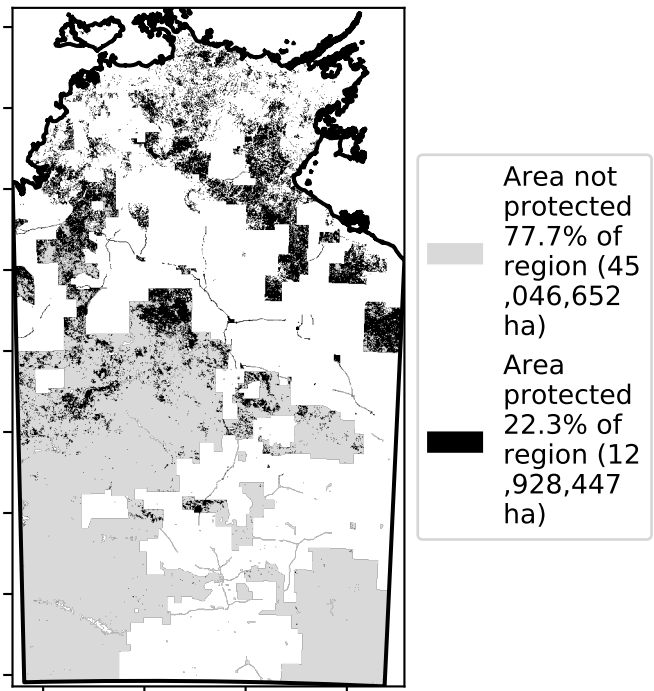 Area not
protected
77.7% of
region (45
,046,652
ha)
Area
protected
22.3% of
region (12
,928,447
ha)